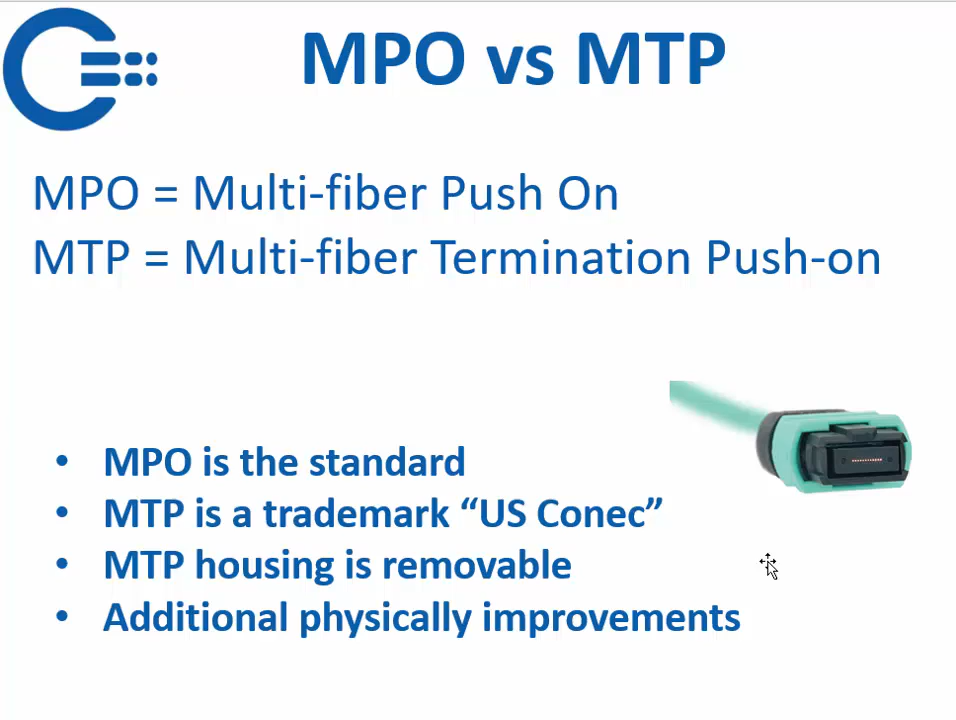 MPO vs MTP
MPO = Multi-fiber Push On
MTP = Multi-fiber Termination Push-on
• MPO is the standard
• MTP is a trademark “US Conec”
• MTP housing is removable
• Additional physically improvements